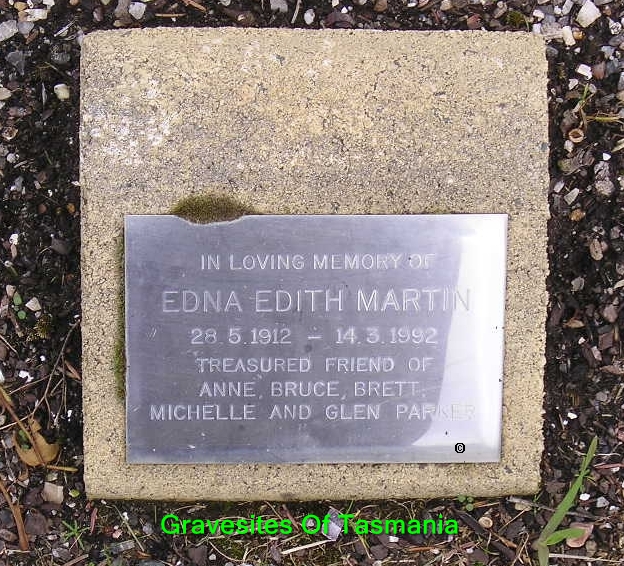 IN LOVING MEMORY OF
EDNA EDITH MARTIN
28.5.1912 – 14.3.1992
TREASURED FRIEND OF
ANNE, BRUCE, BRETT,
MICHELLE AND GLEN PARKER
©
Gravesites Of Tasmania